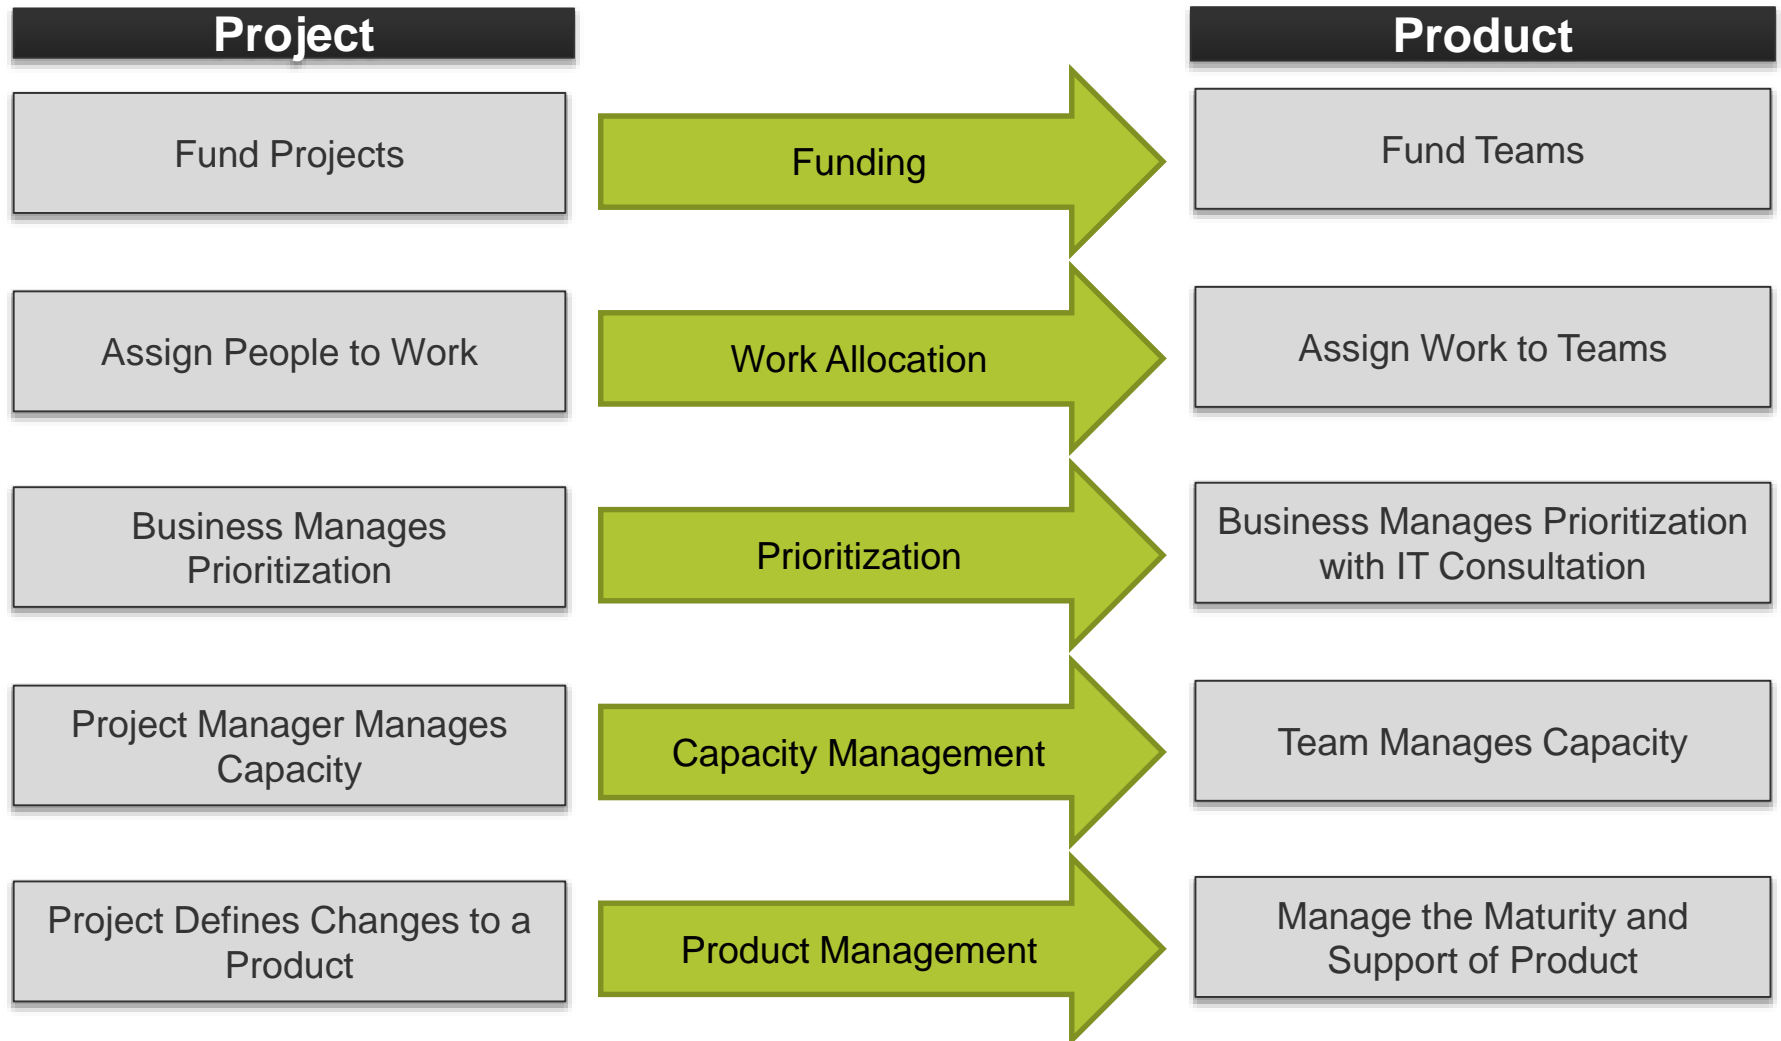 Project
Product
Fund Projects
Funding
Fund Teams
Assign People to Work
Work Allocation
Assign Work to Teams
Business Manages
Prioritization
Prioritization
Business Manages Prioritization
with IT Consultation
Project Manager Manages
Capacity
Capacity Management
Team Manages Capacity
Project Defines Changes to a
Product
Product Management
Manage the Maturity and
Support of Product